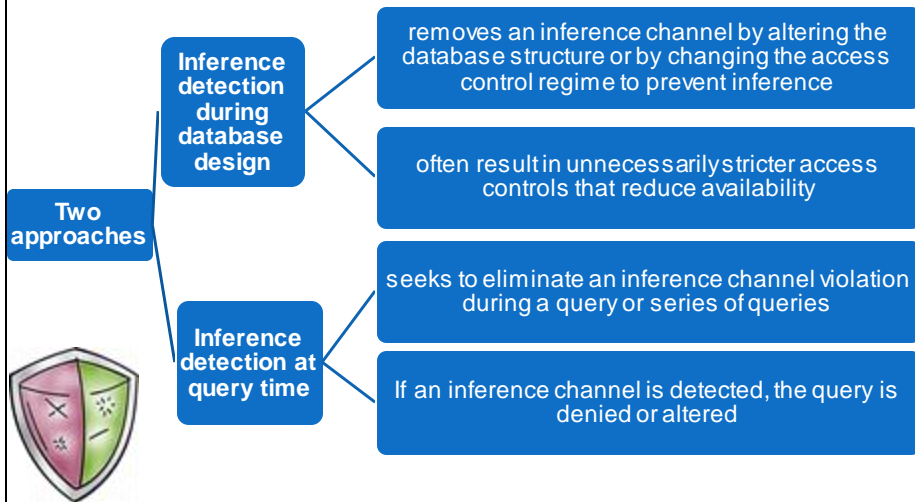 Two
approaches
Inference
detection
during
database
design
removes an inference channel by altering the
database structure or by changing the access
control regime to prevent inference
often result in unnecessarily stricter access
controls that reduce availability
Inference
detection at
query time
seeks to eliminate an inference channel violation
during a query or series of queries
If an inference channel is detected, the query is
denied or altered